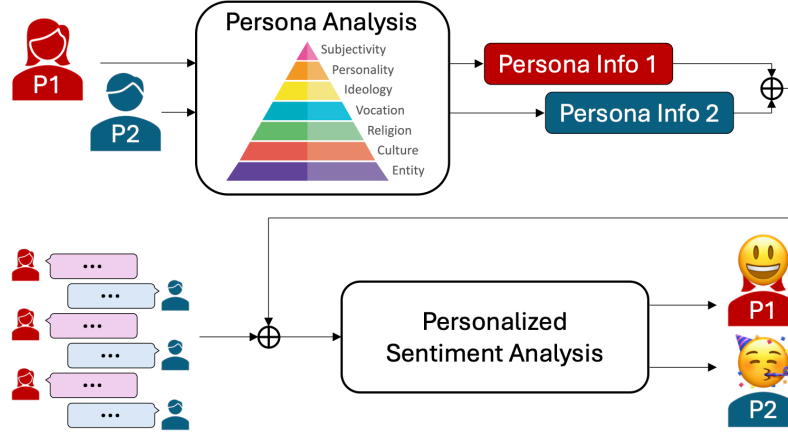 Persona Analysis
Subjectivity
Personality
Ideology
Vocation
Religion
Culture
Entity
P1
P2
Persona Info 1
Persona Info 2
...
...
...
...
...
...
Personalized
Sentiment Analysis
P1
P2